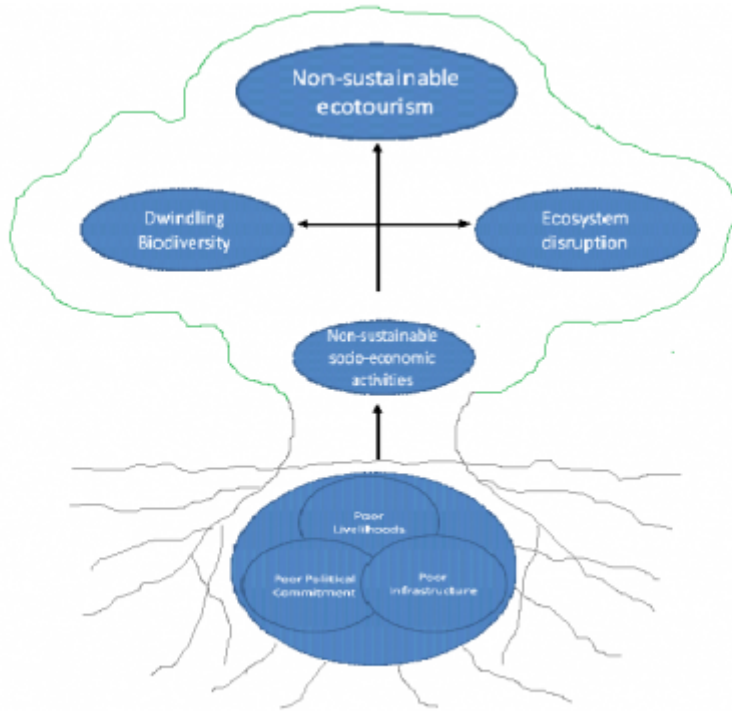 Non-sustainable
ecotourism
Dwindling
Biodiversity
Ecosystem
disruption
Non-sustainable
socio-economic
activities
Poor
Livelihoods
Poor Political
Commitment
Poor
Infrastructure